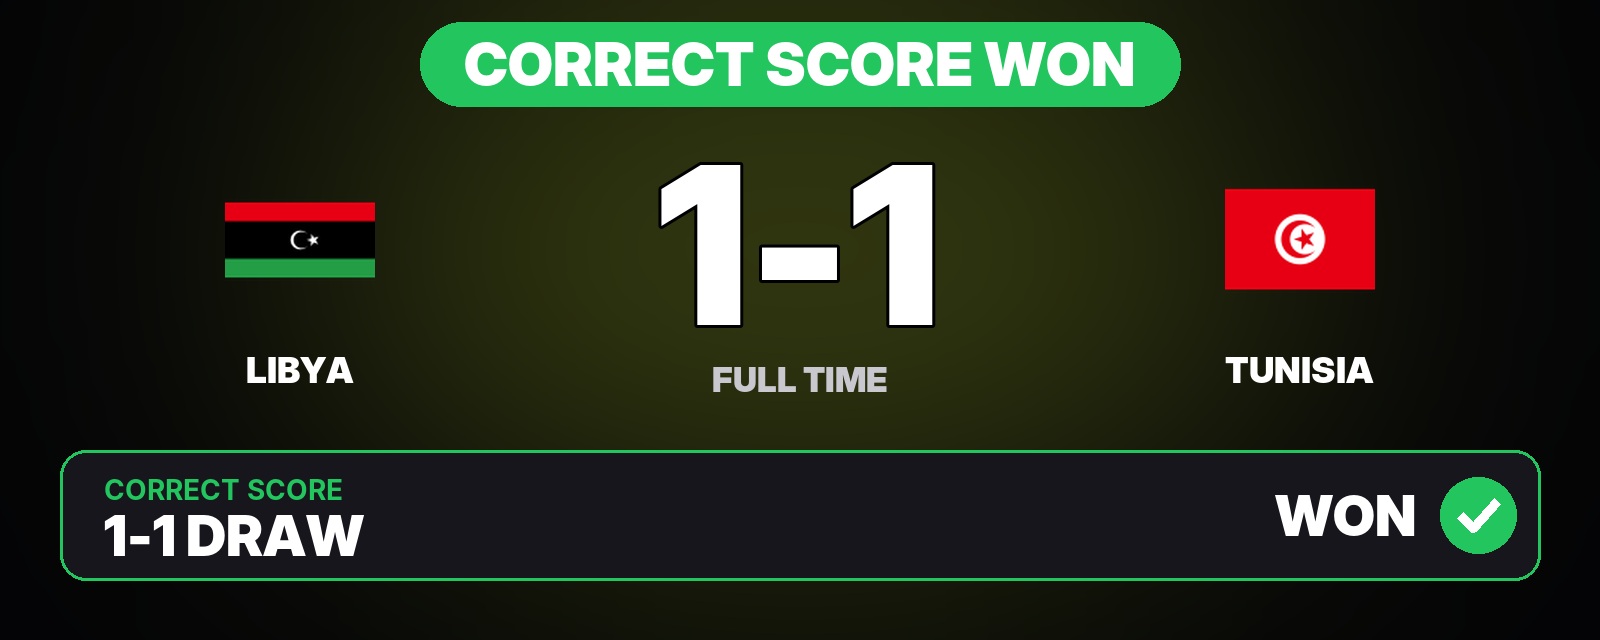 CORRECT SCORE WON
1-1
LIBYA
FULL TIME
TUNISIA
CORRECT SCORE
1-1 DRAW
WON